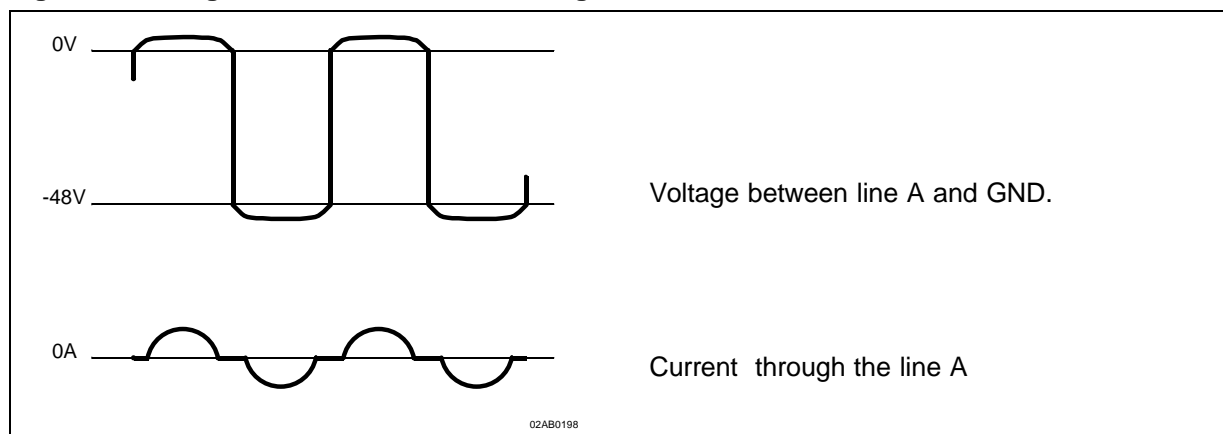 0V
-48V
Voltage between line A and GND.
0A
Current through the line A
02AB0198